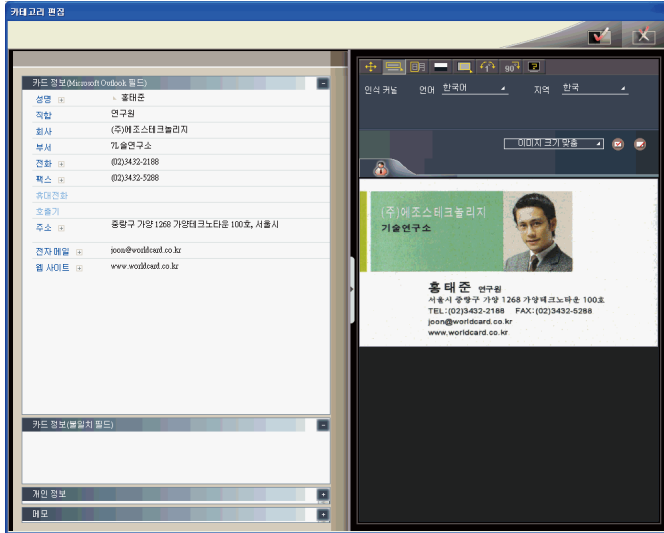 카테고리 편집
카드 정보(Microsoft Outlook 필드)
성명 홍태준
직함 연구원
회사 (주)에조스테크놀리지
부서 기L술연구소
전화 (02)3432-2188
팩스 (02)3432-5288
휴대전화
호출기
주소 중랑구 가양 1268 가양테크노타운 100호, 서울시
전자 메일 joon@worldcard.co.kr
웹 사이트 www.worldcard.co.kr
카드 정보(불일치 필드)
개인 정보
메모
90°
인식 커널 언어 한국어 지역 한국
이미지 크기 맞춤
(주)에조스테크놀리지
기술연구소
홍태준 연구원
서울시 중랑구 가양 1268 가양테크노타운 100호
TEL:(02)3432-2188 FAX:(02)3432-5288
joon@worldcard.co.kr
www.worldcard.co.kr